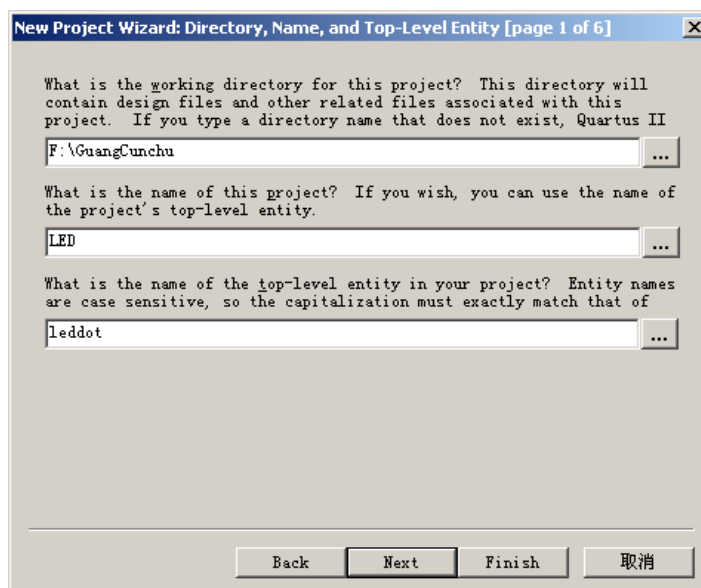 New Project Wizard: Directory, Name, and Top-Level Entity [page 1 of 6]
What is the working directory for this project? This directory will
contain design files and other related files associated with this
project. If you type a directory name that does not exist, Quartus II
F:\GuangCunchu
...
What is the name of this project? If you wish, you can use the name of
the project's top-level entity.
LED
...
What is the name of the top-level entity in your project? Entity names
are case sensitive, so the capitalization must exactly match that of
leddot
...
Back Next Finish 取消